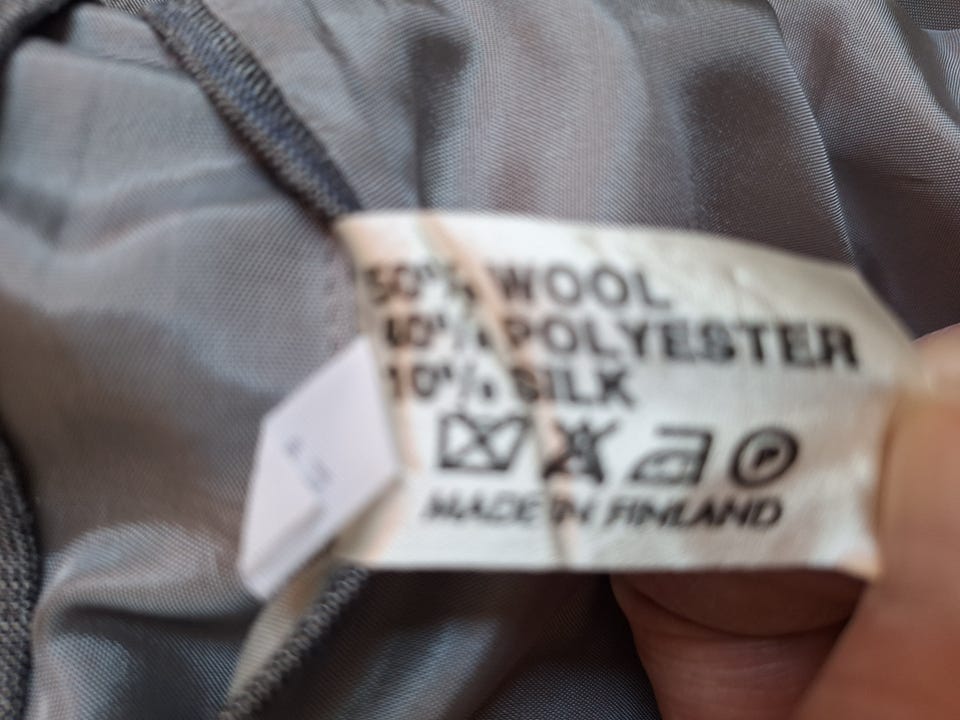 50% WOOL
40% POLYESTER
10% SILK
P
MADE IN FINLAND